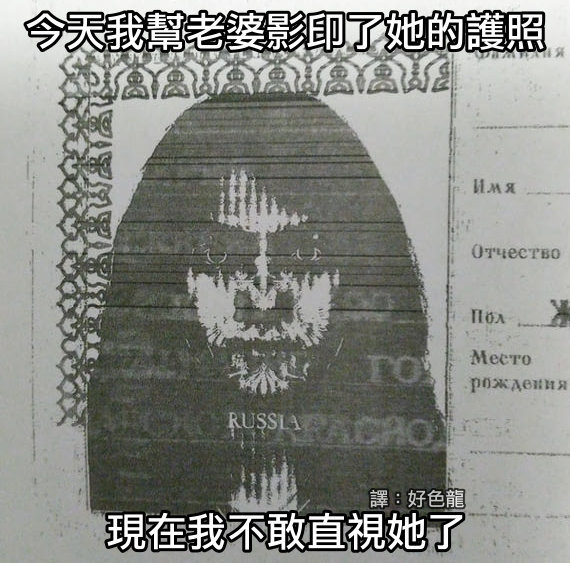 今天我幫老婆影印了她的護照
Фамилия
Имя
Отчество
Пол Ж
Место
рождения
RUSSIA
譯:好色龍
現在我不敢直視她了